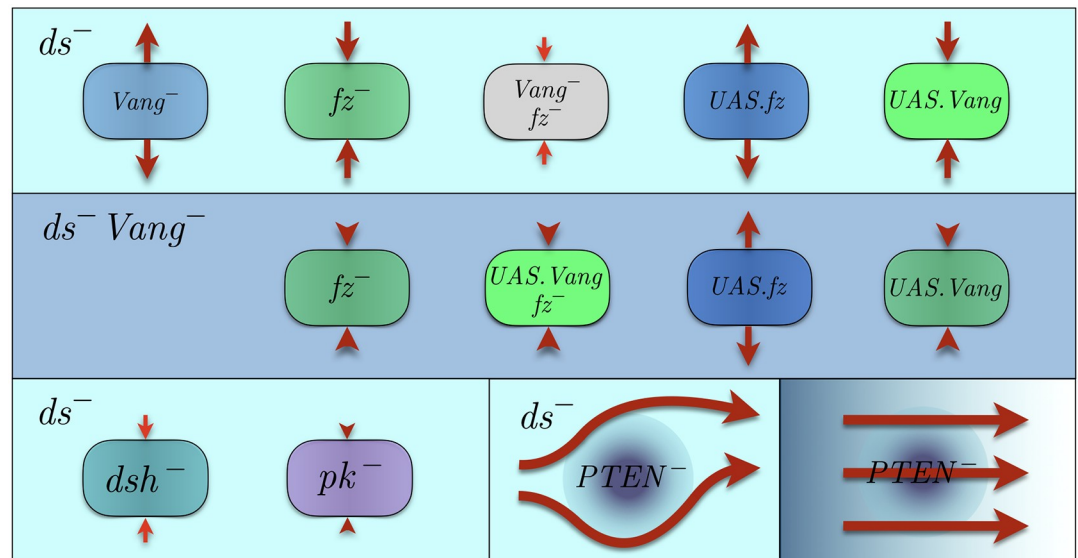 ds⁻
Vang⁻
fz⁻
Vang⁻
fz⁻
UAS.fz
UAS.Vang
ds⁻ Vang⁻
fz⁻
UAS.Vang
fz⁻
UAS.fz
UAS.Vang
ds⁻
dsh⁻
pk⁻
ds⁻
PTEN⁻
PTEN⁻